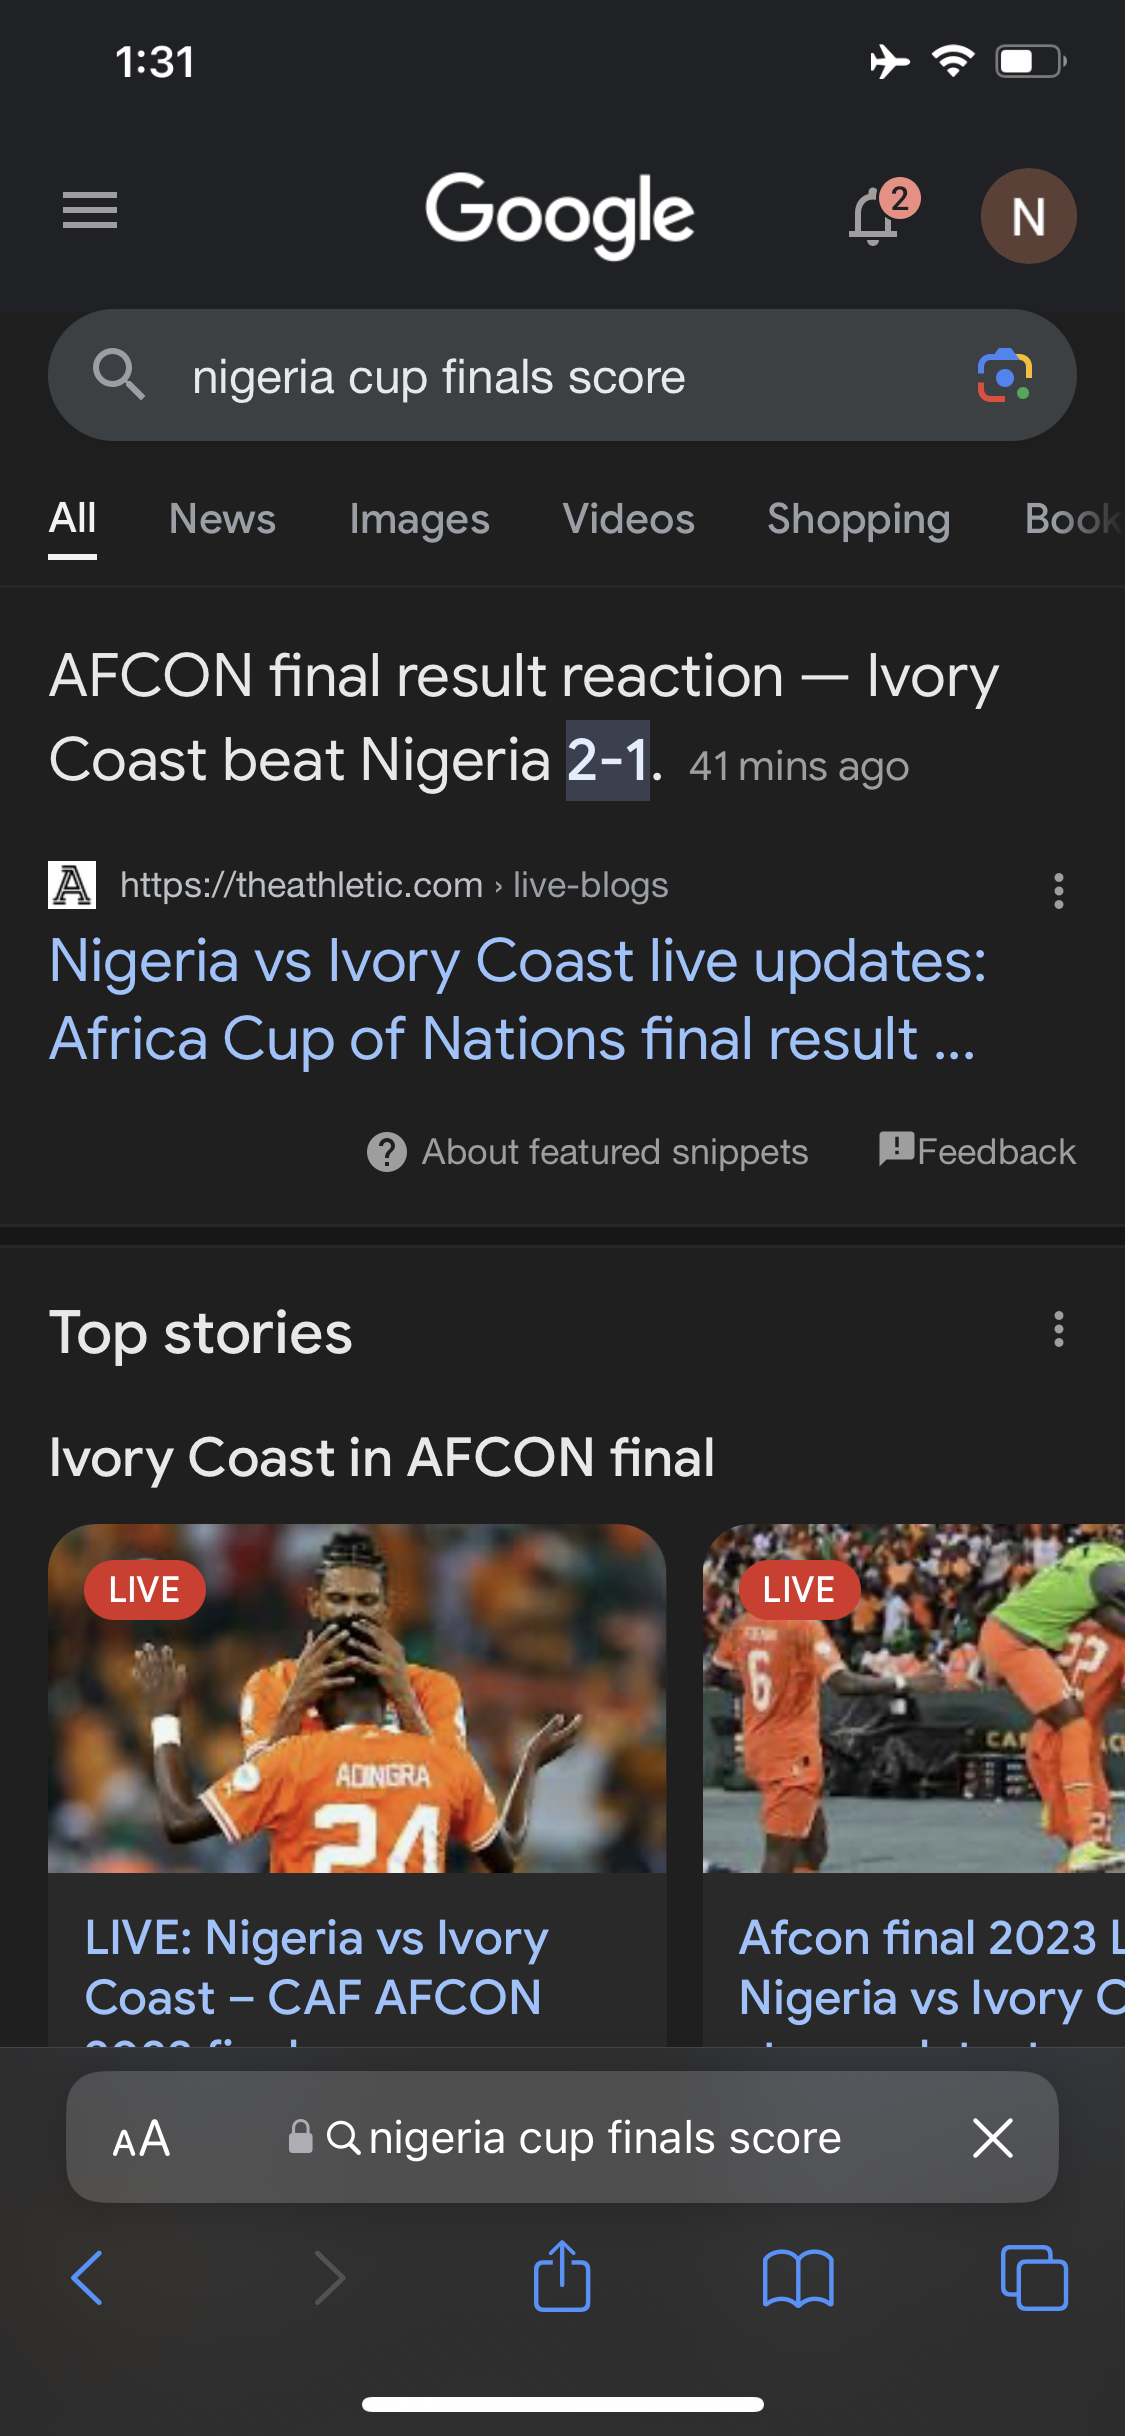 1:31
Google
2
N
nigeria cup finals score
All News Images Videos Shopping Book
AFCON final result reaction — Ivory
Coast beat Nigeria 2-1. 41 mins ago
https://theathletic.com › live-blogs
Nigeria vs Ivory Coast live updates:
Africa Cup of Nations final result ...
About featured snippets Feedback
Top stories
Ivory Coast in AFCON final
LIVE
ADINGRA
24
LIVE
6
LIVE: Nigeria vs Ivory
Coast – CAF AFCON
Afcon final 2023 L
Nigeria vs Ivory C
AA nigeria cup finals score